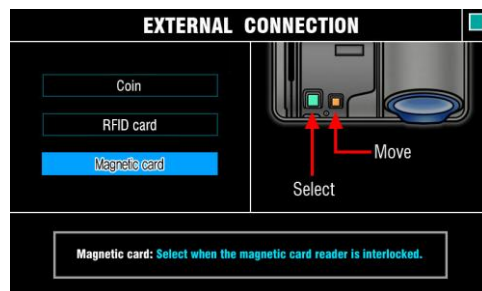 EXTERNAL CONNECTION
Coin
RFID card
Magnetic card
Move
Select
Magnetic card: Select when the magnetic card reader is interlocked.